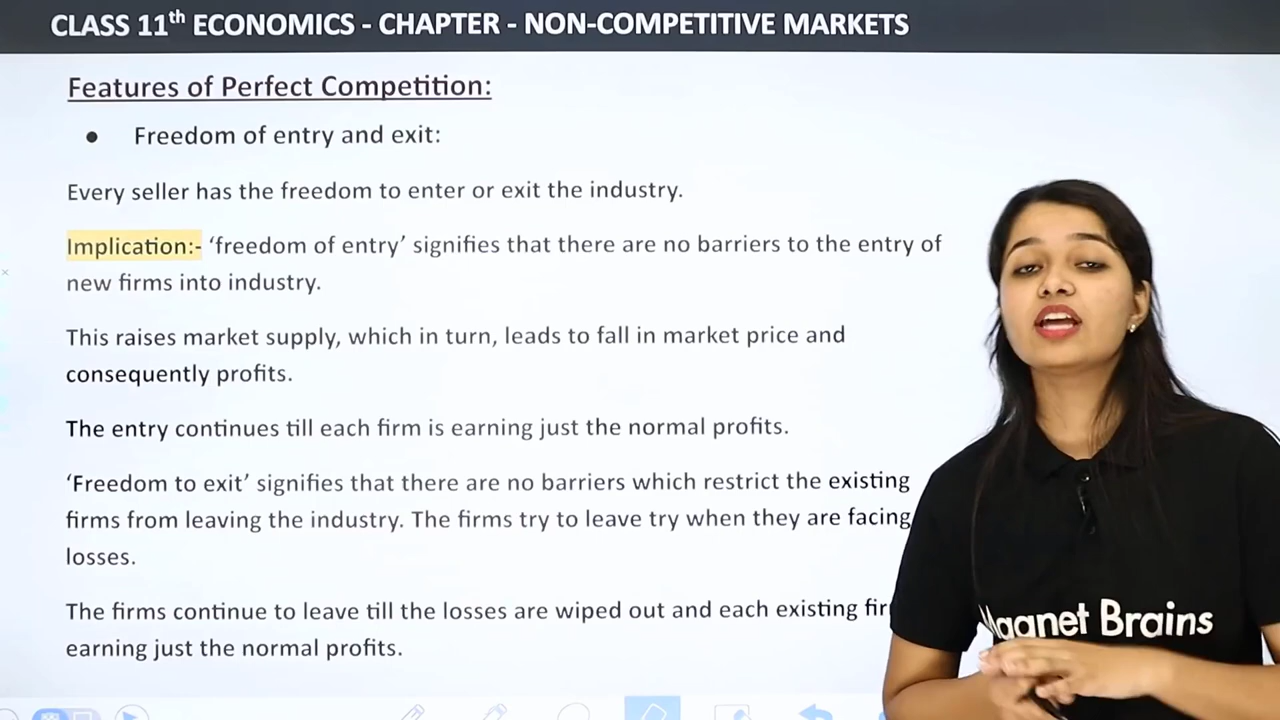 CLASS 11th ECONOMICS - CHAPTER - NON-COMPETITIVE MARKETS
Features of Perfect Competition:
● Freedom of entry and exit:
Every seller has the freedom to enter or exit the industry.
Implication:- ‘freedom of entry’ signifies that there are no barriers to the entry of
new firms into industry.
This raises market supply, which in turn, leads to fall in market price and
consequently profits.
The entry continues till each firm is earning just the normal profits.
‘Freedom to exit’ signifies that there are no barriers which restrict the existing
firms from leaving the industry. The firms try to leave try when they are facing
losses.
The firms continue to leave till the losses are wiped out and each existing
earning just the normal profits.
Magnet Brains